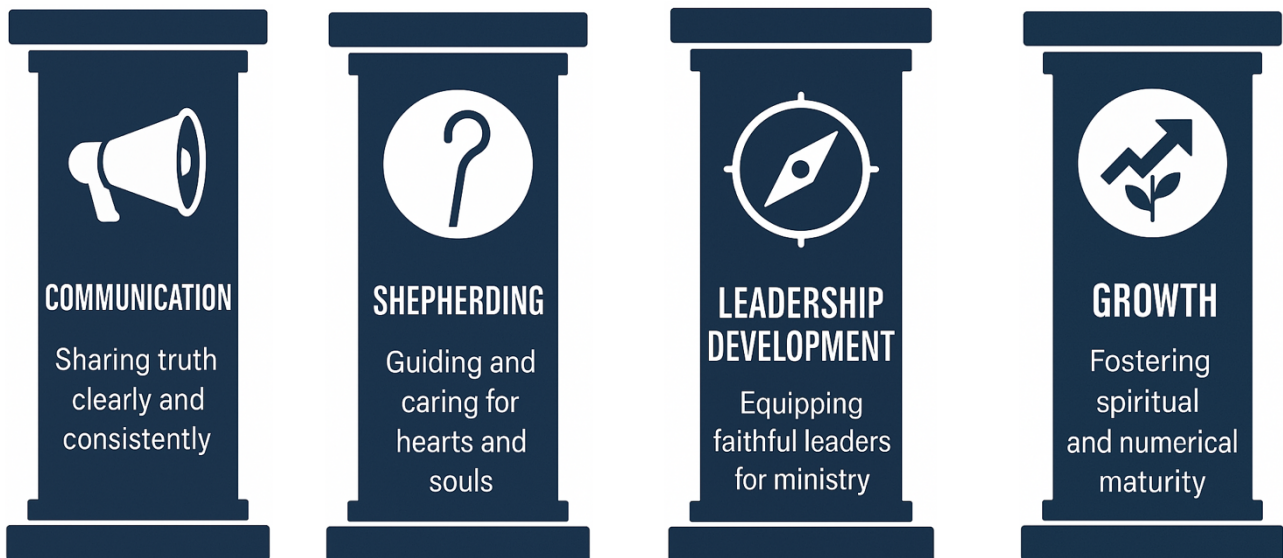 COMMUNICATION
Sharing truth
clearly and
consistently
SHEPHERDING
Guiding and
caring for
hearts and
souls
LEADERSHIP
DEVELOPMENT
Equipping
faithful leaders
for ministry
GROWTH
Fostering
spiritual
and numerical
maturity